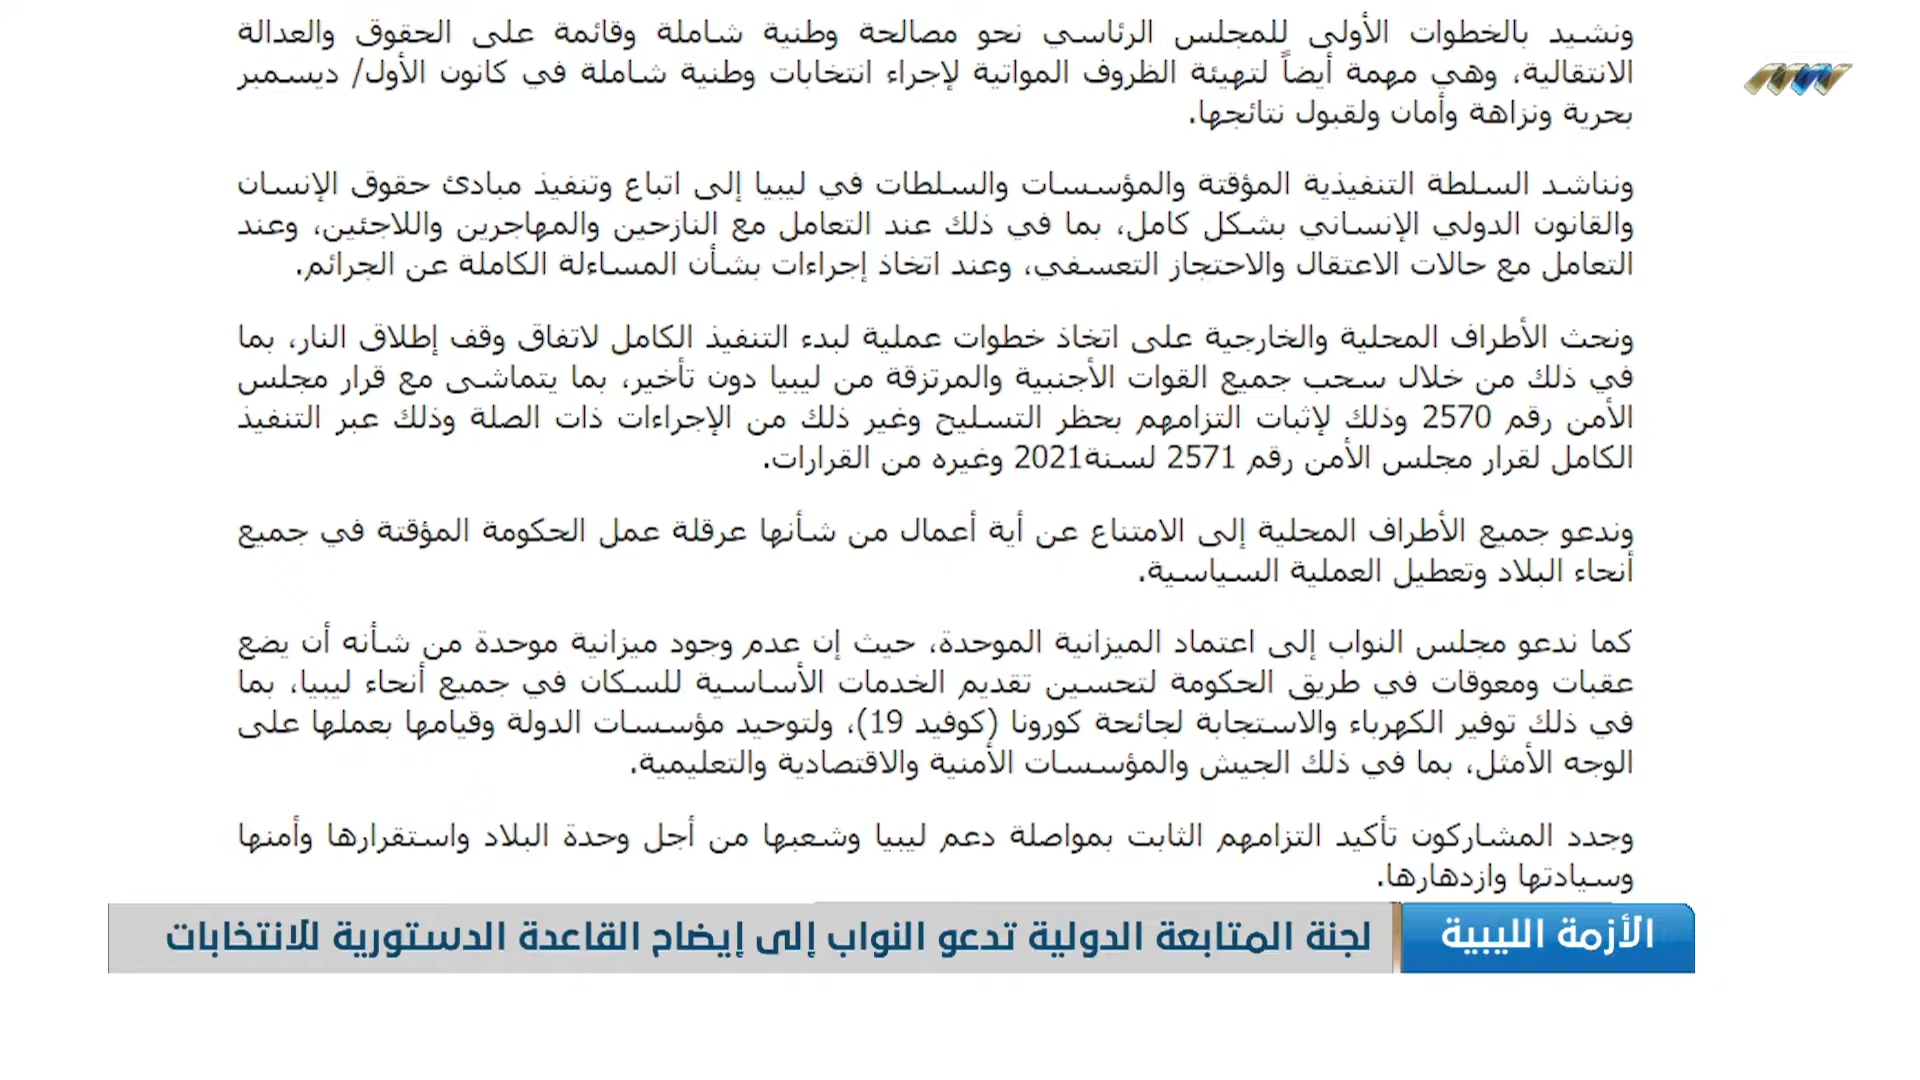 ونشيد بالخطوات الأولى للمجلس الرئاسي نحو مصالحة وطنية شاملة وقائمة على الحقوق والعدالة
الانتقالية، وهي مهمة أيضاً لتهيئة الظروف المواتية لإجراء انتخابات وطنية شاملة في كانون الأول/ ديسمبر
بحرية ونزاهة وأمان ولقبول نتائجها.
ونناشد السلطة التنفيذية المؤقتة والمؤسسات والسلطات في ليبيا إلى اتباع وتنفيذ مبادئ حقوق الإنسان
والقانون الدولي الإنساني بشكل كامل، بما في ذلك عند التعامل مع النازحين والمهاجرين واللاجئين، وعند
التعامل مع حالات الاعتقال والاحتجاز التعسفي، وعند اتخاذ إجراءات بشأن المساءلة الكاملة عن الجرائم.
ونحث الأطراف المحلية والخارجية على اتخاذ خطوات عملية لبدء التنفيذ الكامل لاتفاق وقف إطلاق النار، بما
في ذلك من خلال سحب جميع القوات الأجنبية والمرتزقة من ليبيا دون تأخير، بما يتماشى مع قرار مجلس
الأمن رقم 2570 وذلك لإثبات التزامهم بحظر التسليح وغير ذلك من الإجراءات ذات الصلة وذلك عبر التنفيذ
الكامل لقرار مجلس الأمن رقم 2571 لسنة2021 وغيره من القرارات.
وندعو جميع الأطراف المحلية إلى الامتناع عن أية أعمال من شأنها عرقلة عمل الحكومة المؤقتة في جميع
أنحاء البلاد وتعطيل العملية السياسية.
كما ندعو مجلس النواب إلى اعتماد الميزانية الموحدة، حيث إن عدم وجود ميزانية موحدة من شأنه أن يضع
عقبات ومعوقات في طريق الحكومة لتحسين تقديم الخدمات الأساسية للسكان في جميع أنحاء ليبيا، بما
في ذلك توفير الكهرباء والاستجابة لجائحة كورونا (كوفيد 19)، ولتوحيد مؤسسات الدولة وقيامها بعملها على
الوجه الأمثل، بما في ذلك الجيش والمؤسسات الأمنية والاقتصادية والتعليمية.
وجدد المشاركون تأكيد التزامهم الثابت بمواصلة دعم ليبيا وشعبها من أجل وحدة البلاد واستقرارها وأمنها
وسيادتها وازدهارها.
الأزمة الليبية
لجنة المتابعة الدولية تدعو النواب إلى إيضاح القاعدة الدستورية للانتخابات